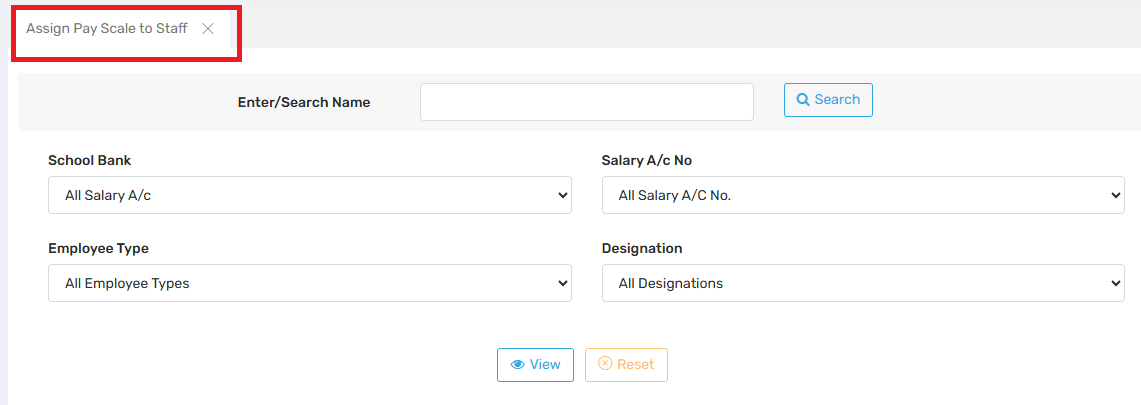 Assign Pay Scale to Staff
Enter/Search Name
Search
School Bank
Salary A/c No
All Salary A/c
All Salary A/C No.
Employee Type
Designation
All Employee Types
All Designations
View
Reset